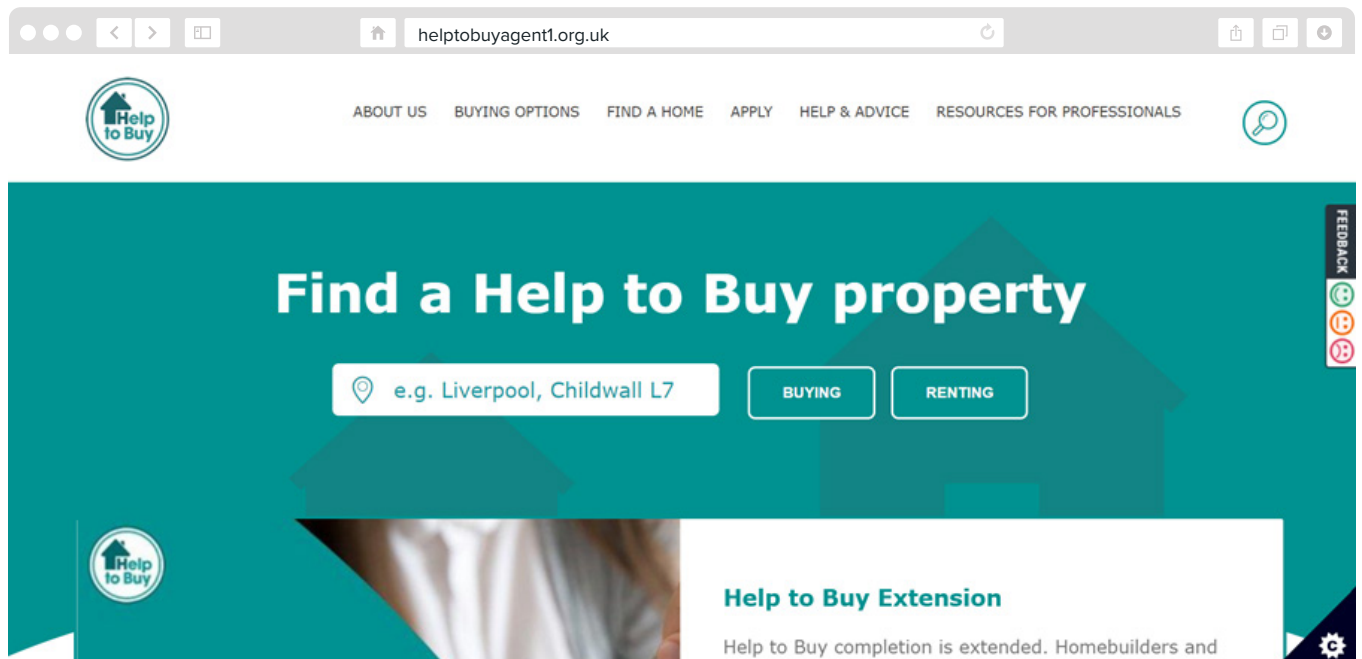 helptobuyagent1.org.uk
Help
to Buy
ABOUT US BUYING OPTIONS FIND A HOME APPLY HELP & ADVICE RESOURCES FOR PROFESSIONALS
FEEDBACK
Find a Help to Buy property
e.g. Liverpool, Childwall L7 BUYING RENTING
Help
to Buy
Help to Buy Extension
Help to Buy completion is extended. Homebuilders and